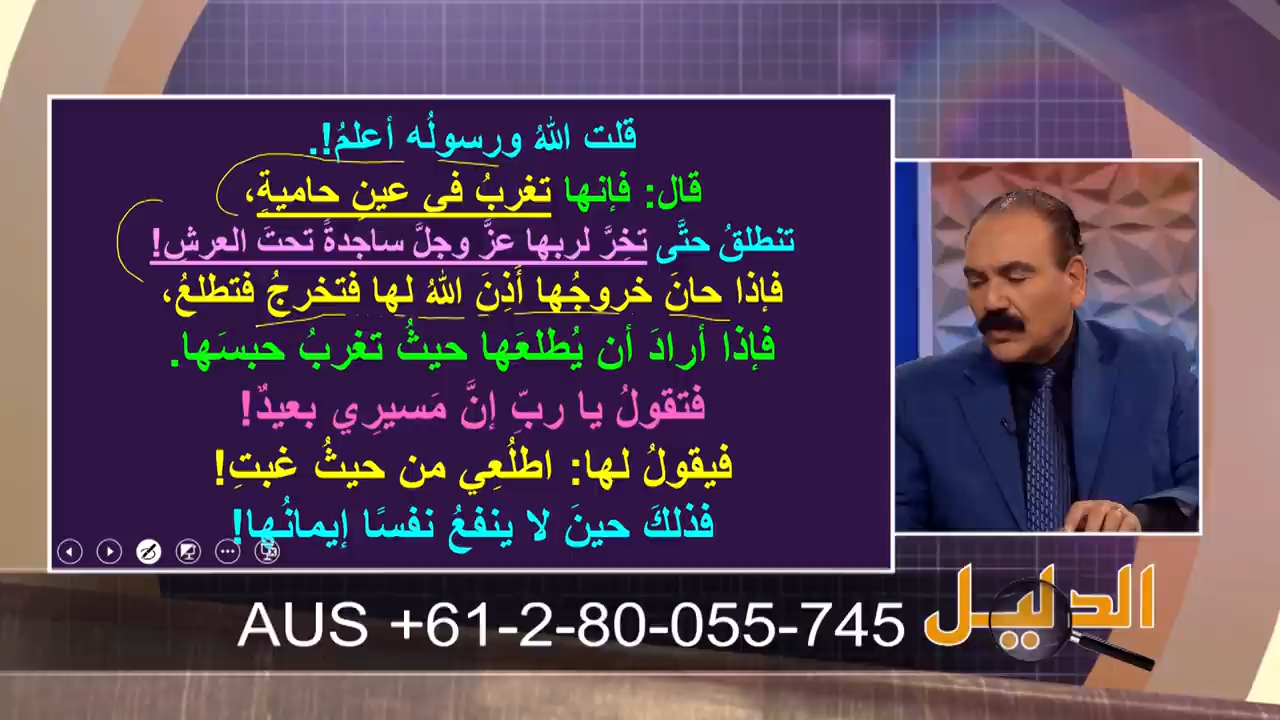 قلت اللهُ ورسولُه أعلمُ!.
قال: فإنها تغربُ في عينِ حاميةٍ،
تنطلقُ حتَّى تخِرَّ لربها عزَّ وجلَّ ساجدةً تحتَ العرشِ!
فإذا حانَ خروجُها أَذِنَ اللهُ لها فتخرجُ فتطلعُ،
فإذا أرادَ أن يُطلعَها حيثُ تغربُ حبسَها.
فتقولُ يا ربِّ إنَّ مَسيرِي بعيدٌ!
فيقولُ لها: اطلُعِي من حيثُ غبتِ!
فذلكَ حينَ لا ينفعُ نفسًا إيمانُها!
الدليل
AUS +61-2-80-055-745